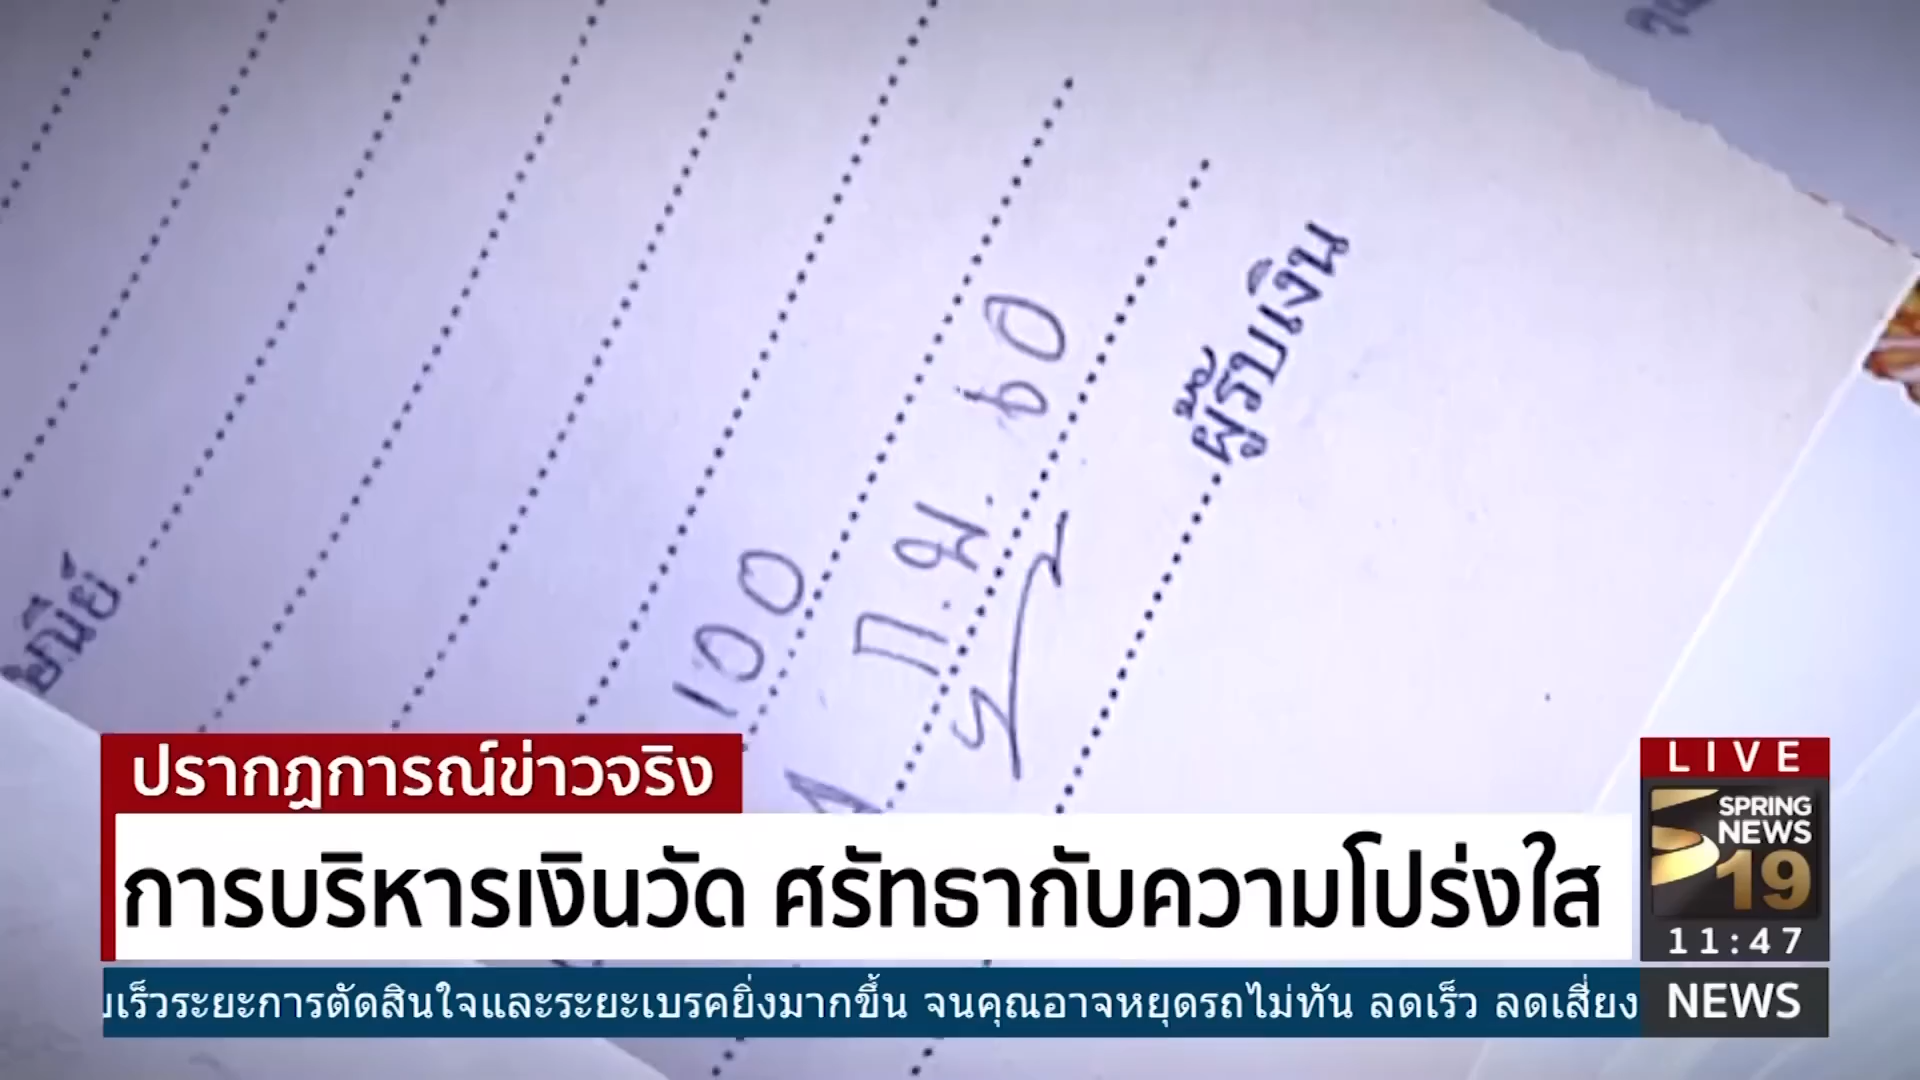 ษณีย์
100
ก.พ. 60
ผู้รับเงิน
ปรากฏการณ์ข่าวจริง
การบริหารเงินวัด ศรัทธากับความโปร่งใส
LIVE
SPRING
NEWS
19
11:47
เร็วระยะการตัดสินใจและระยะเบรคยิ่งมากขึ้น จนคุณอาจหยุดรถไม่ทัน ลดเร็ว ลดเสี่ยง
NEWS